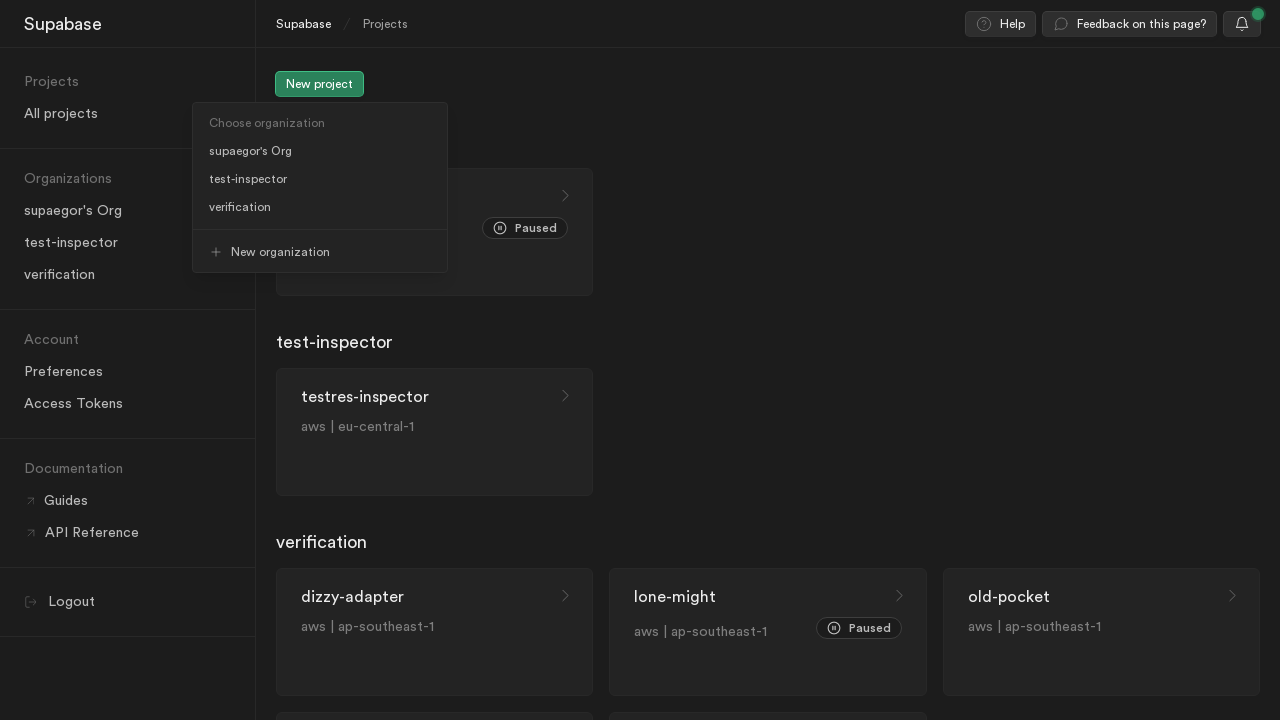 Supabase
Supabase / Projects
Help
Feedback on this page?
Projects
All projects
Organizations
supaegor's Org
test-inspector
verification
Account
Preferences
Access Tokens
Documentation
Guides
API Reference
Logout
New project
Choose organization
supaegor's Org
test-inspector
verification
New organization
Paused
test-inspector
testres-inspector
aws | eu-central-1
verification
dizzy-adapter
aws | ap-southeast-1
lone-might
aws | ap-southeast-1
Paused
old-pocket
aws | ap-southeast-1